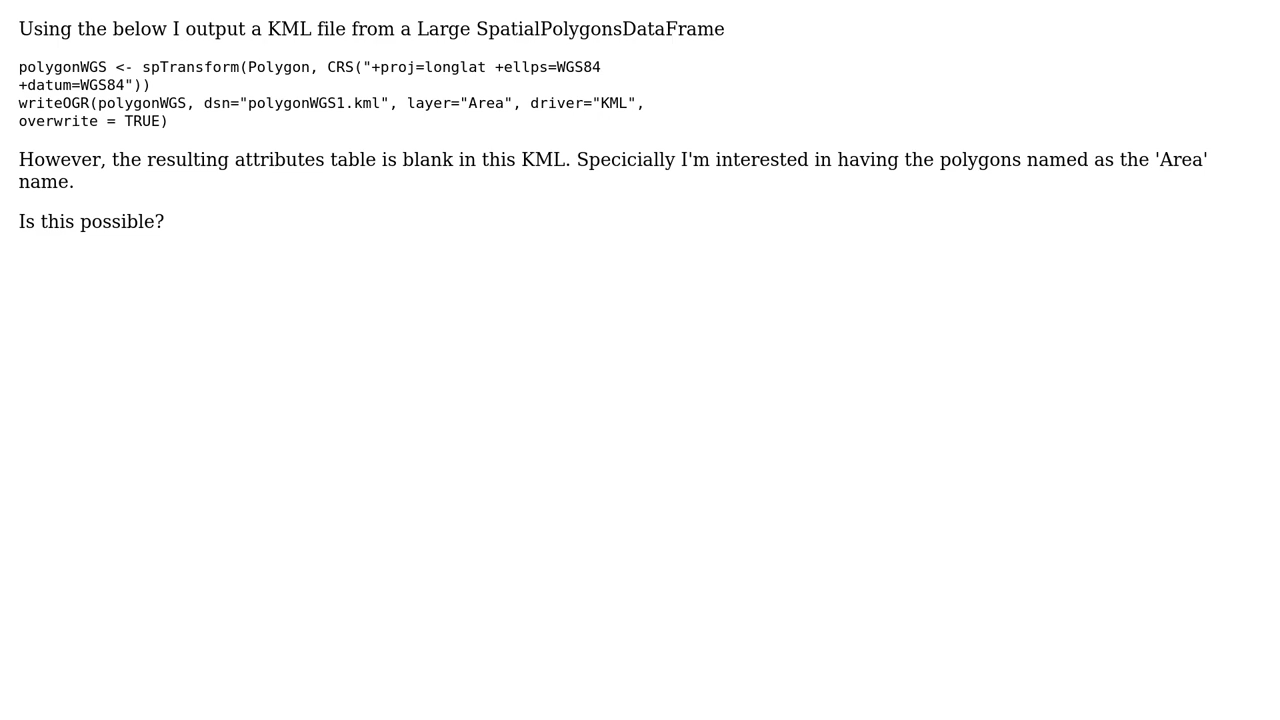 Using the below I output a KML file from a Large SpatialPolygonsDataFrame
polygonWGS <- spTransform(Polygon, CRS("+proj=longlat +ellps=WGS84
+datum=WGS84"))
writeOGR(polygonWGS, dsn="polygonWGS1.kml", layer="Area", driver="KML",
overwrite = TRUE)
However, the resulting attributes table is blank in this KML. Specicially I'm interested in having the polygons named as the 'Area'
name.
Is this possible?